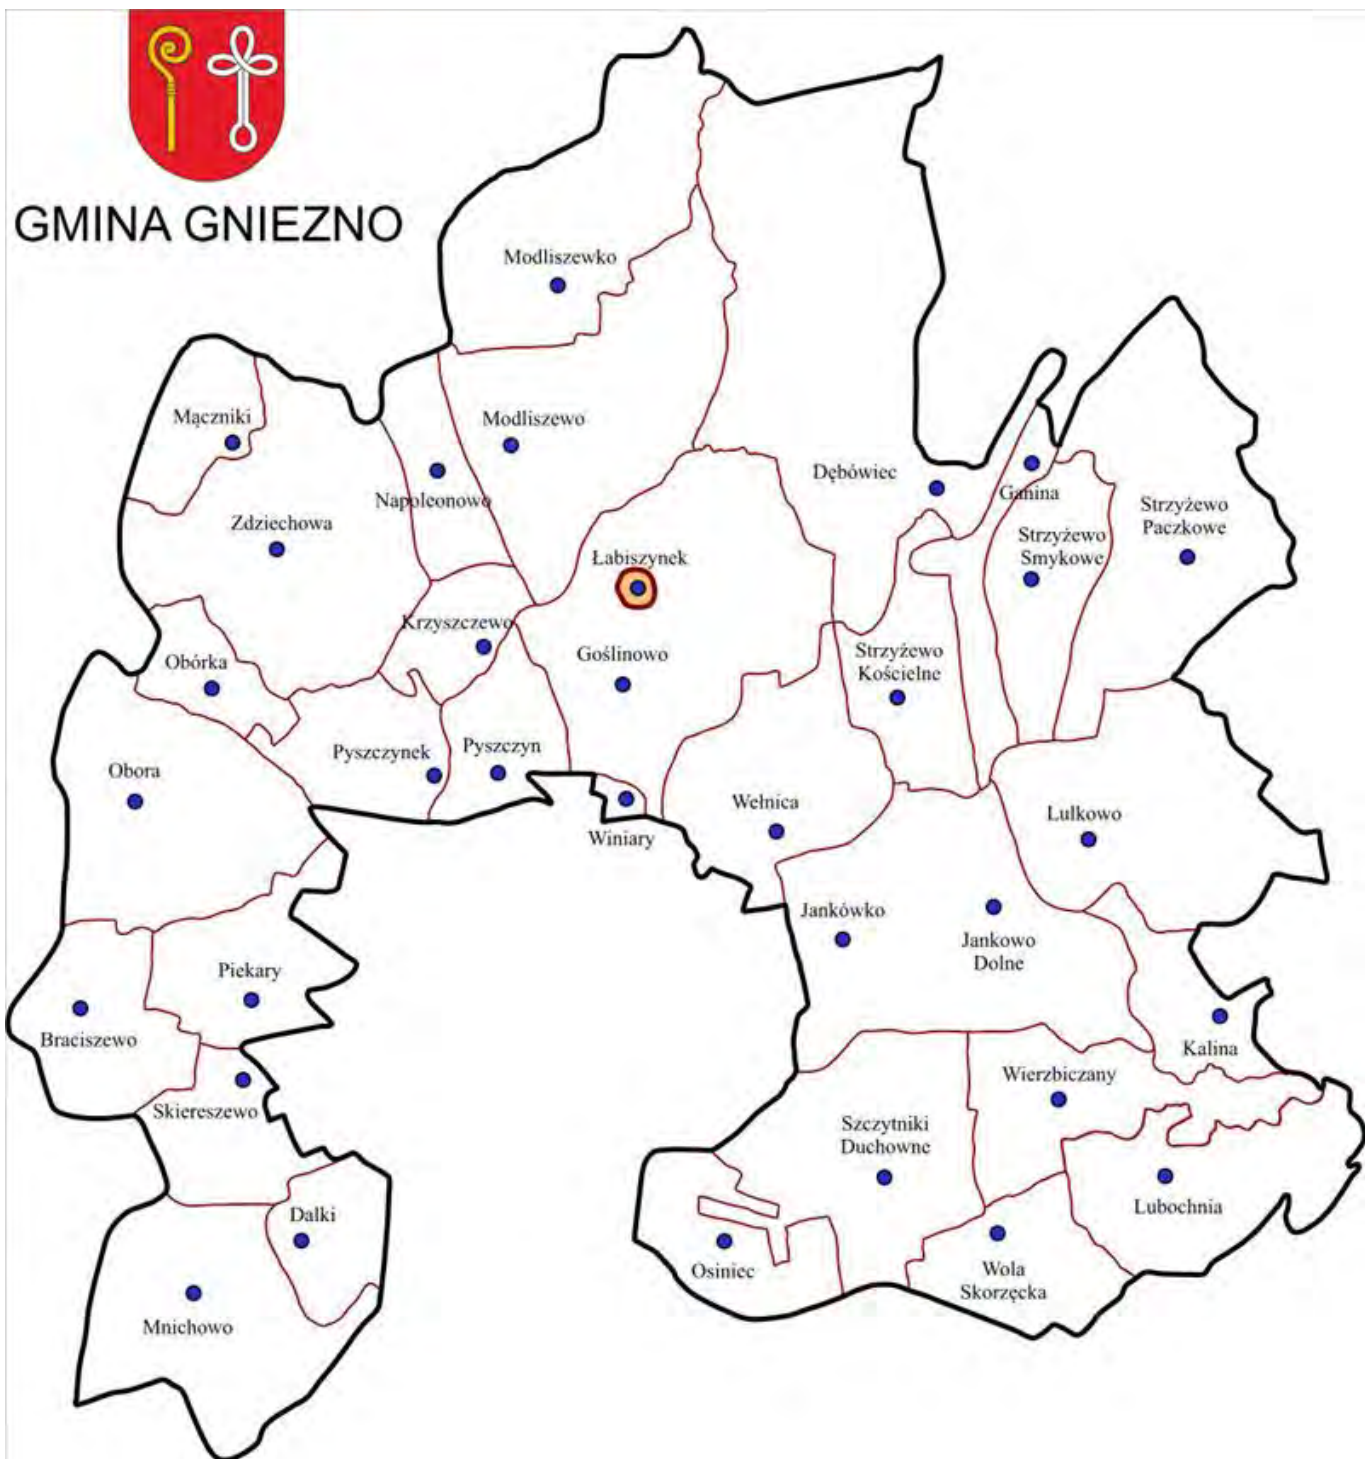 GMINA GNIEZNO
Modliszewko
Mączniki
Modliszewo
Dębówiec
Napoleonowo
Ganina
Strzyżewo
Paczkowe
Zdziechowa
Strzyżewo
Smykowe
Łabiszynek
Krzyszczewo
Goślinowo
Strzyżewo
Kościelne
Obórka
Pyszczynek
Pyszczyn
Obora
Wełnica
Lulkowo
Winiary
Jankówko
Jankowo
Dolne
Piekary
Braciszewo
Kalina
Wierzbiczany
Skiereszewo
Szczytniki
Duchowne
Lubochnia
Dalki
Osiniec
Wola
Skorzęcka
Mnichowo